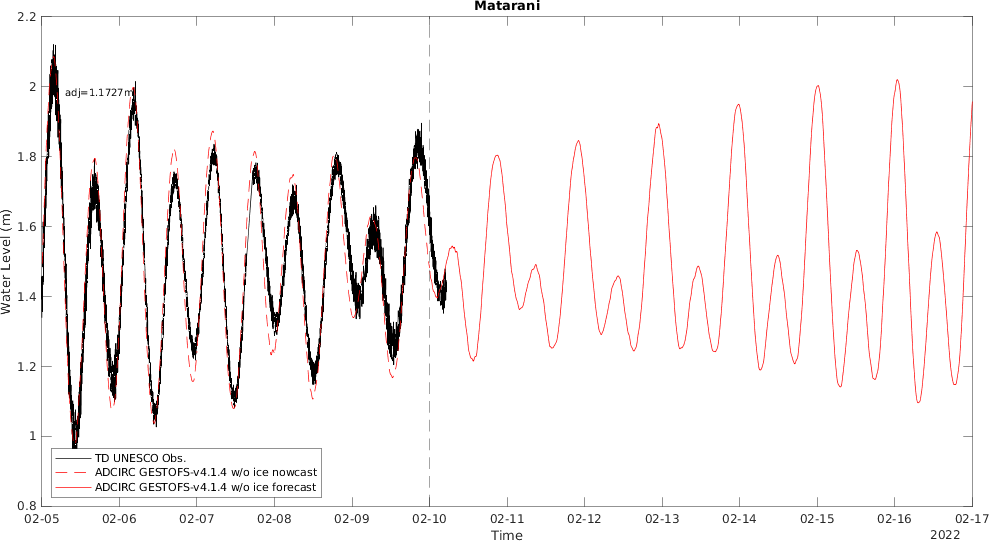 Matarani
2.2
2
1.8
1.6
1.4
1.2
1
0.8
Water Level (m)
adj=1.1727m
TD UNESCO Obs.
ADCIRC GESTOFS-v4.1.4 w/o ice nowcast
ADCIRC GESTOFS-v4.1.4 w/o ice forecast
02-05 02-06 02-07 02-08 02-09 02-10 02-11 02-12 02-13 02-14 02-15 02-16 02-17
Time
2022